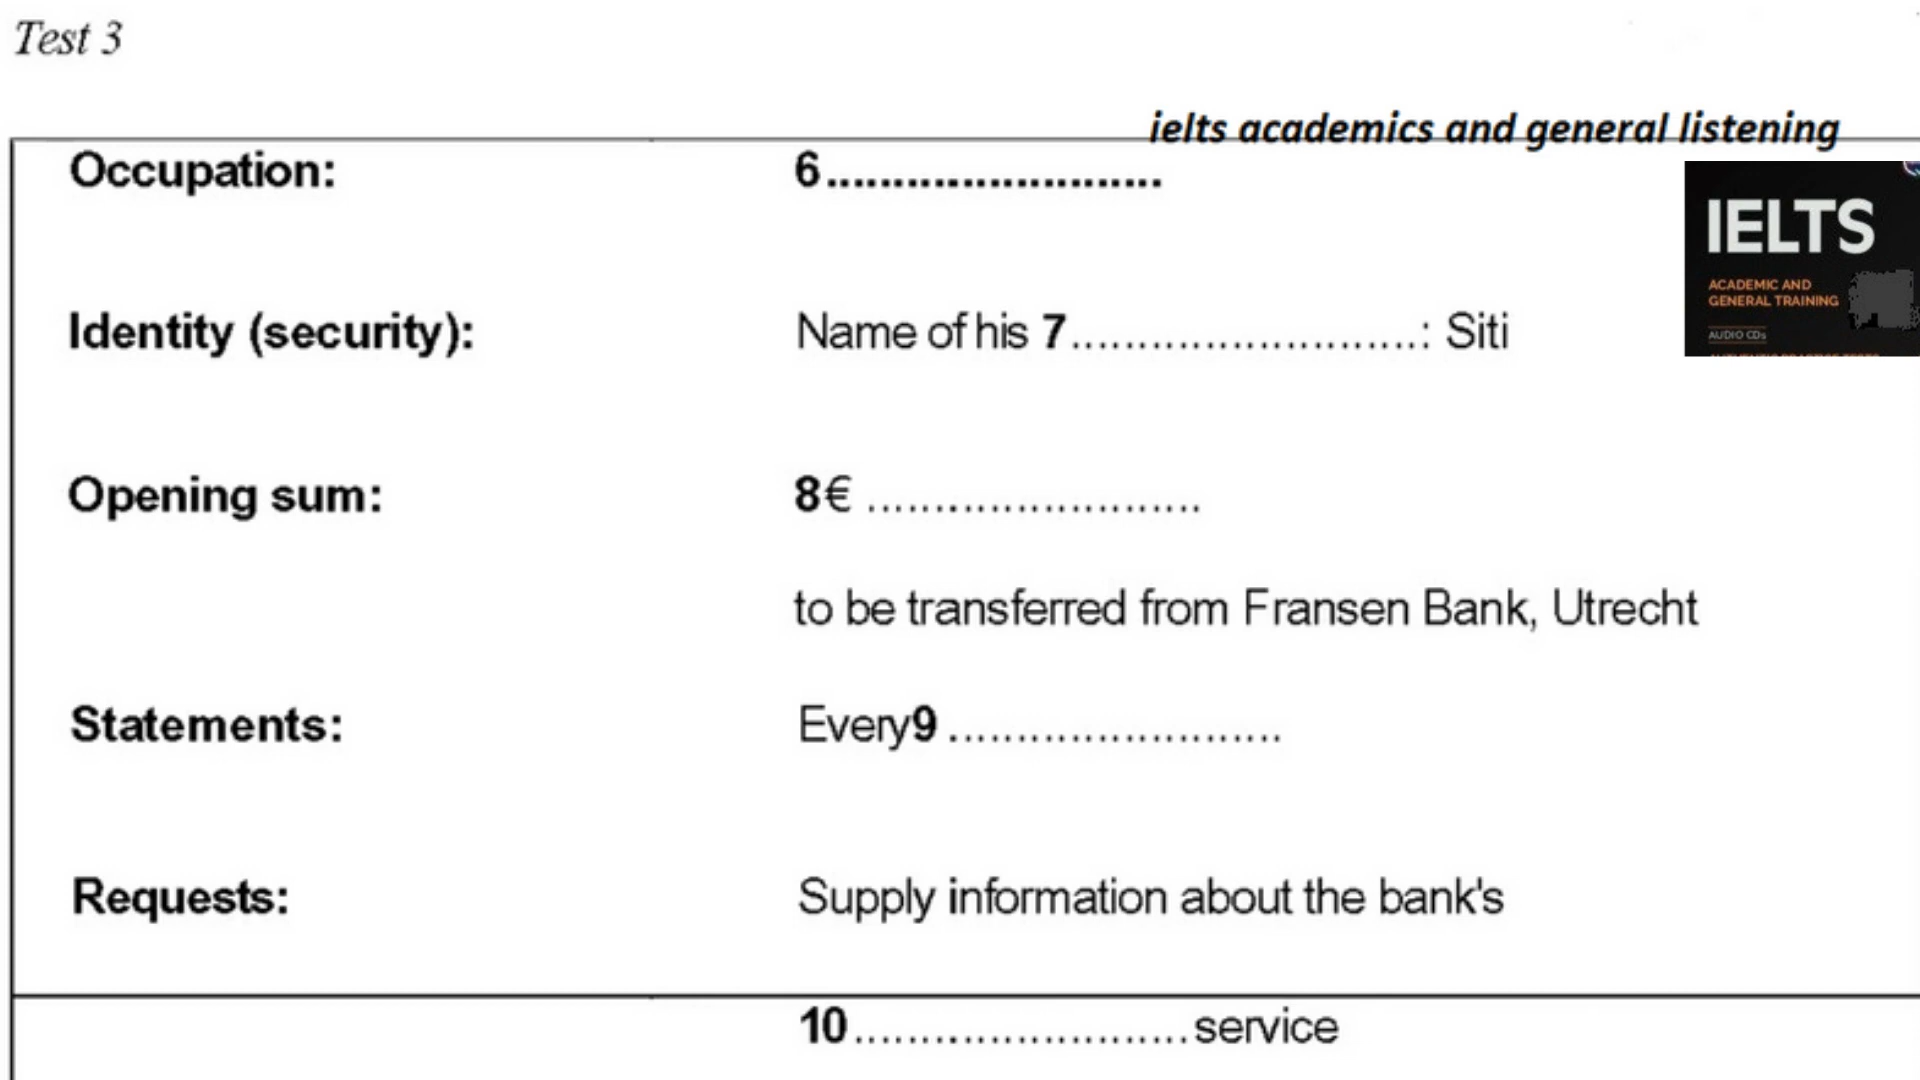 Test 3
ielts academics and general listening
Occupation: 6.........................
IELTS
ACADEMIC AND
GENERAL TRAINING
AUDIO CDs
Identity (security): Name of his 7..........................: Siti
Opening sum: 8€ .........................
to be transferred from Fransen Bank, Utrecht
Statements: Every9 .........................
Requests: Supply information about the bank's
10......................... service